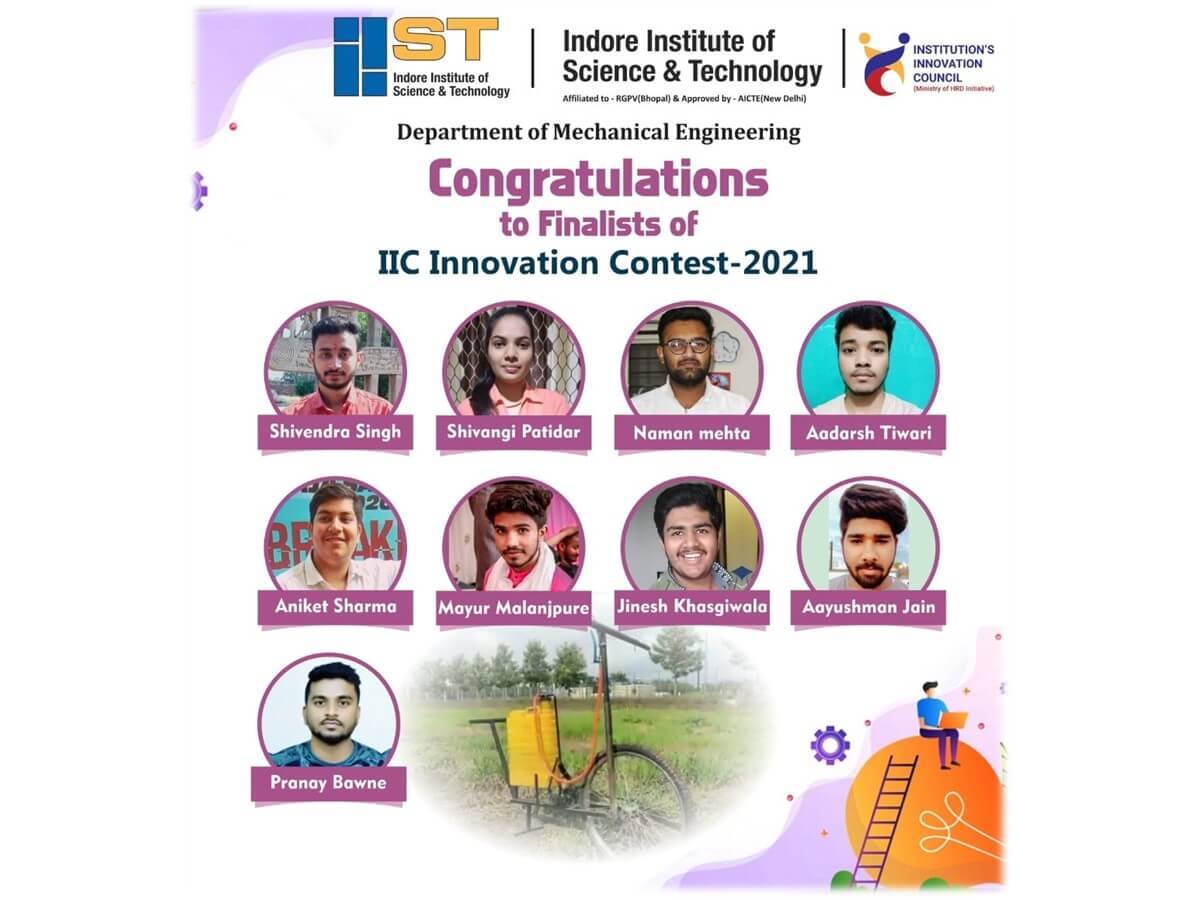 IIST
Indore Institute of
Science & Technology
Indore Institute of
Science & Technology
Affiliated to - RGPV(Bhopal) & Approved by - AICTE(New Delhi)
INSTITUTION'S
INNOVATION
COUNCIL
(Ministry of HRD Initiative)
Department of Mechanical Engineering
Congratulations
to Finalists of
IIC Innovation Contest-2021
Shivendra Singh
Shivangi Patidar
Naman mehta
Aadarsh Tiwari
Aniket Sharma
Mayur Malanjpure
Jinesh Khasgiwala
Aayushman Jain
Pranay Bawne